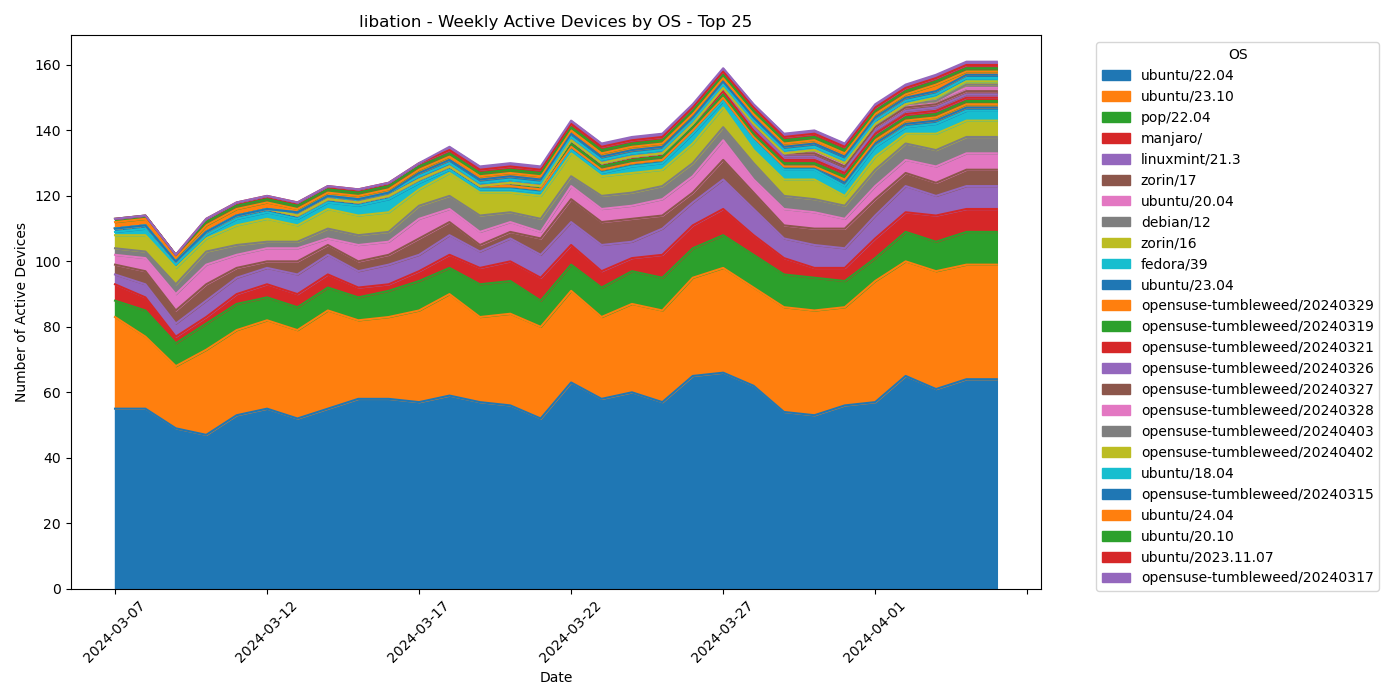 libation - Weekly Active Devices by OS - Top 25
160
140
120
100
80
60
40
20
0
Number of Active Devices
2024-03-07
2024-03-12
2024-03-17
2024-03-22
2024-03-27
2024-04-01
Date
OS
ubuntu/22.04
ubuntu/23.10
pop/22.04
manjaro/
linuxmint/21.3
zorin/17
ubuntu/20.04
debian/12
zorin/16
fedora/39
ubuntu/23.04
opensuse-tumbleweed/20240329
opensuse-tumbleweed/20240319
opensuse-tumbleweed/20240321
opensuse-tumbleweed/20240326
opensuse-tumbleweed/20240327
opensuse-tumbleweed/20240328
opensuse-tumbleweed/20240403
opensuse-tumbleweed/20240402
ubuntu/18.04
opensuse-tumbleweed/20240315
ubuntu/24.04
ubuntu/20.10
ubuntu/2023.11.07
opensuse-tumbleweed/20240317